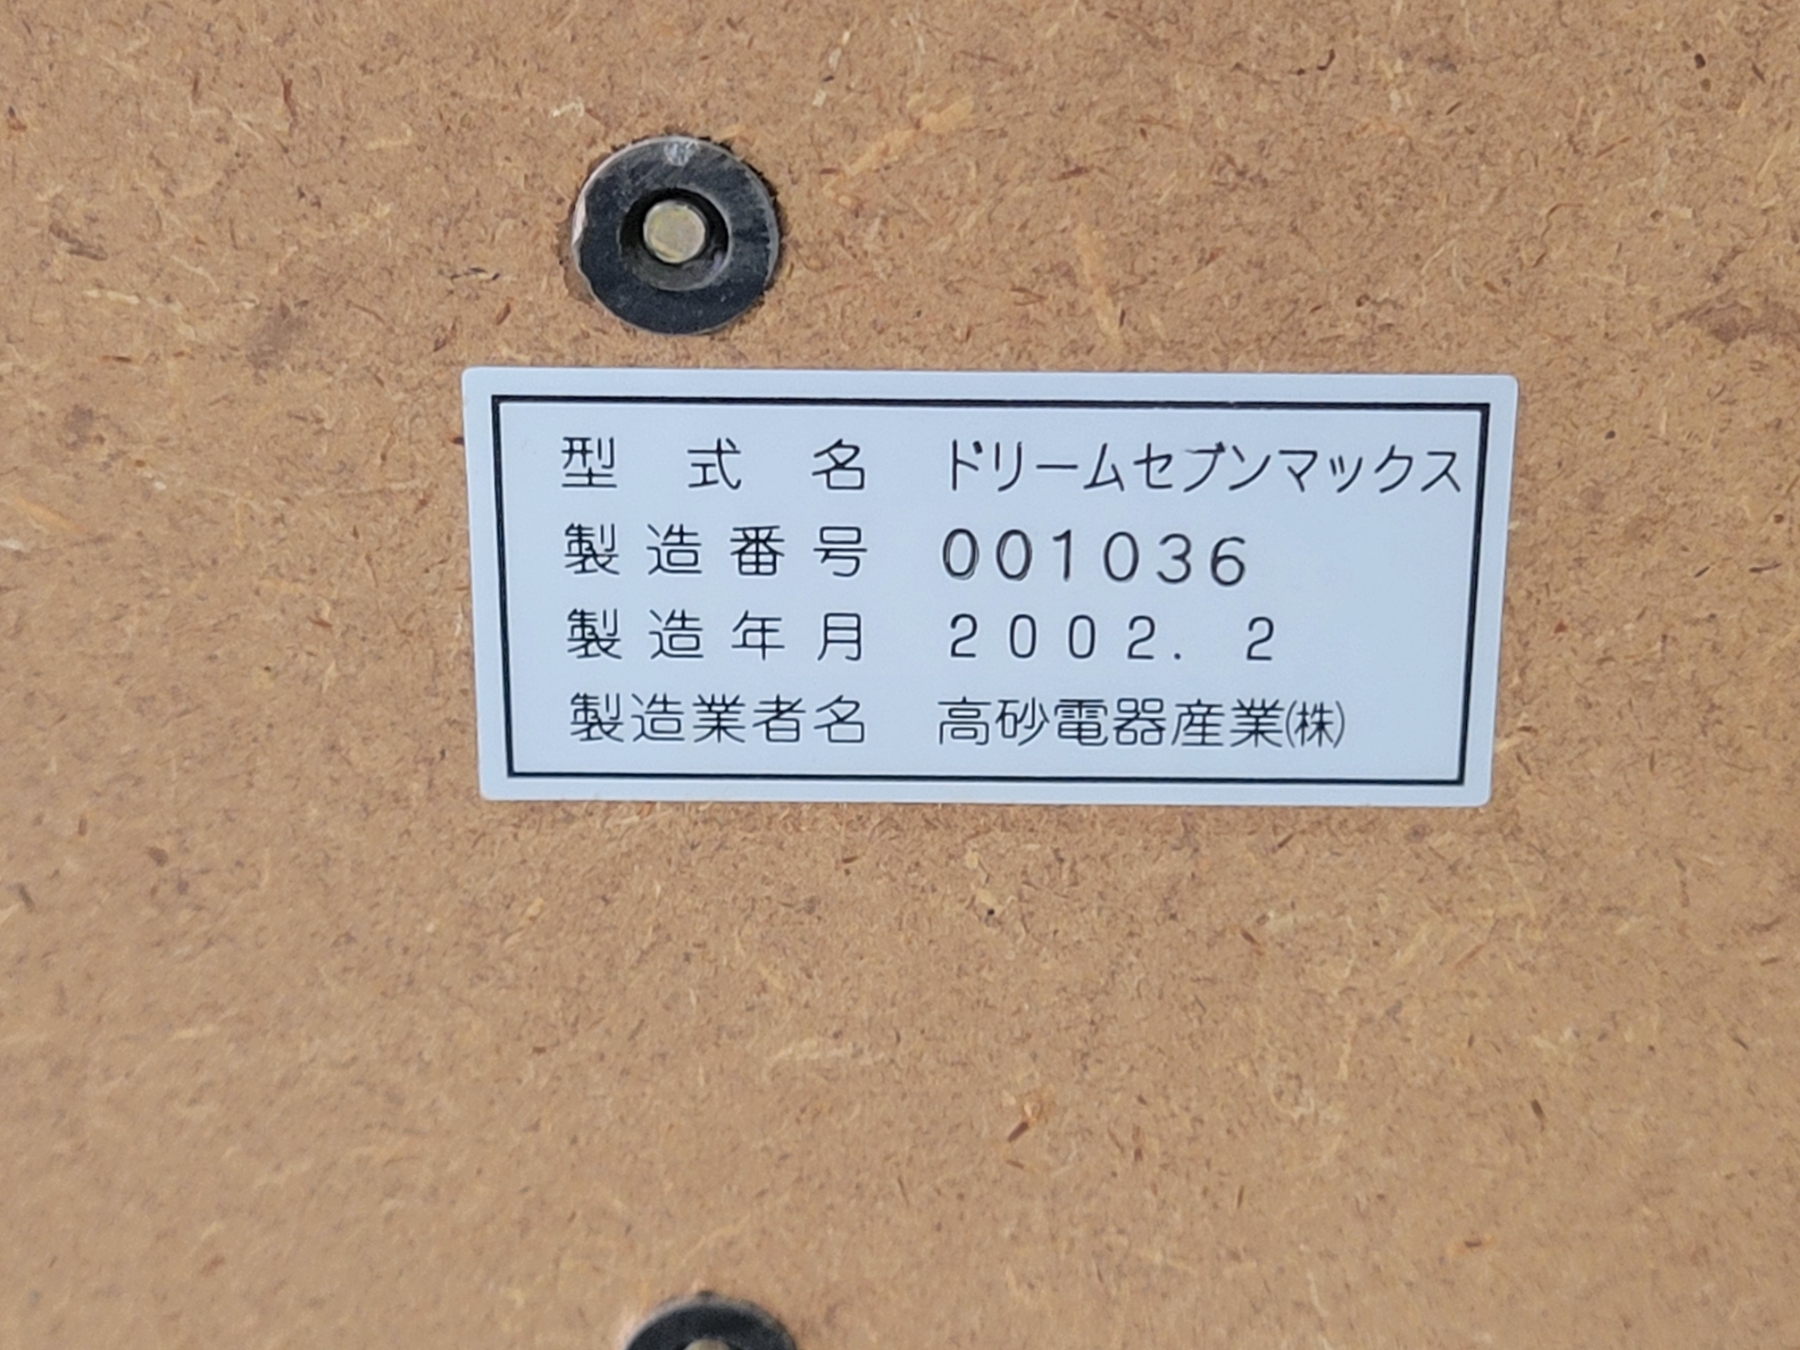 型式名 ドリームセブンマックス
製造番号 001036
製造年月 2002. 2
製造業者名 高砂電器産業㈱